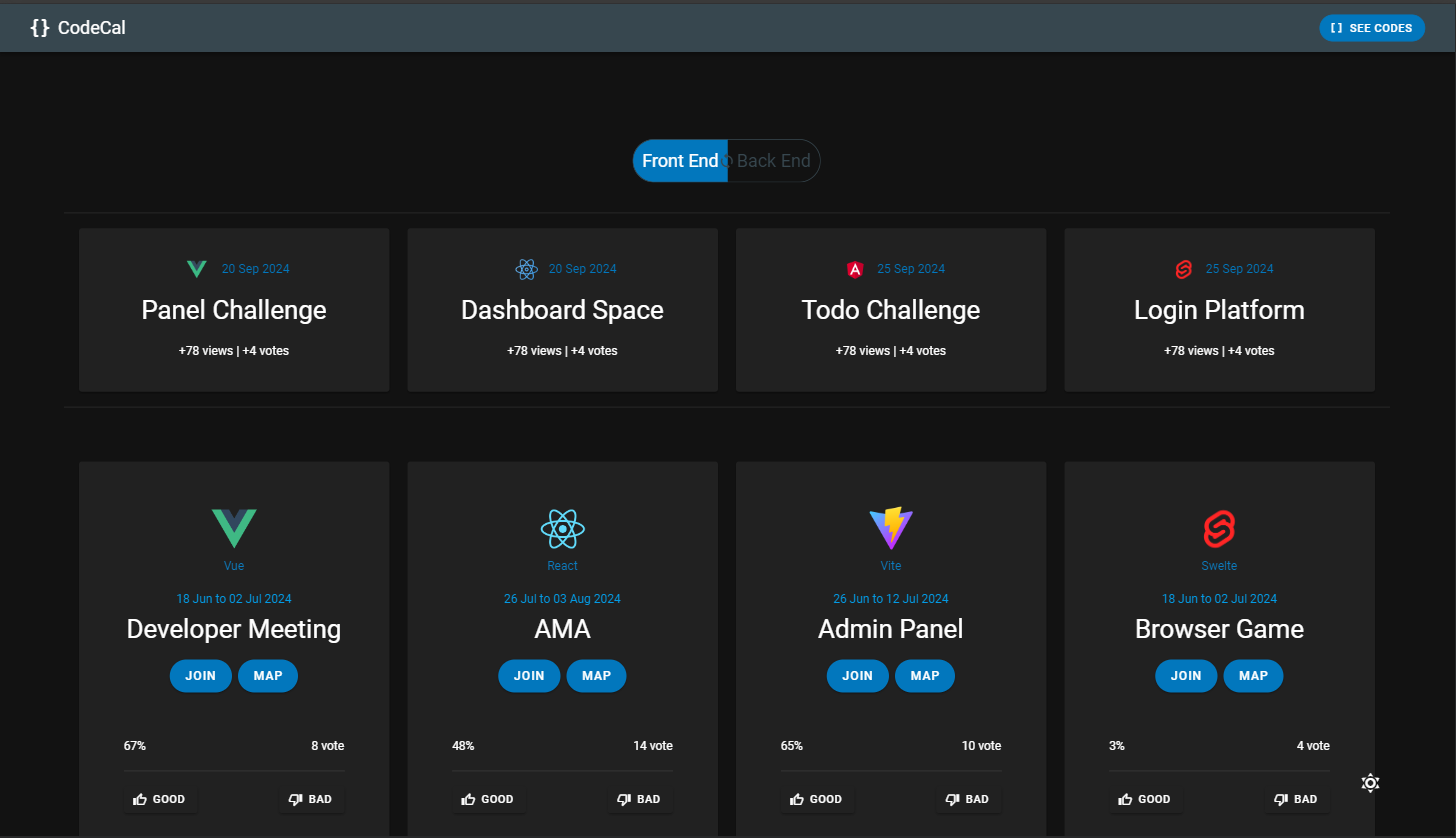 {} CodeCal
[] SEE CODES
Front End Back End
20 Sep 2024
Panel Challenge
+78 views | +4 votes
20 Sep 2024
Dashboard Space
+78 views | +4 votes
25 Sep 2024
Todo Challenge
+78 views | +4 votes
25 Sep 2024
Login Platform
+78 views | +4 votes
Vue
18 Jun to 02 Jul 2024
Developer Meeting
JOIN MAP
67% 8 vote
GOOD BAD
React
26 Jul to 03 Aug 2024
AMA
JOIN MAP
48% 14 vote
GOOD BAD
Vite
26 Jun to 12 Jul 2024
Admin Panel
JOIN MAP
65% 10 vote
GOOD BAD
Swelte
18 Jun to 02 Jul 2024
Browser Game
JOIN MAP
3% 4 vote
GOOD BAD